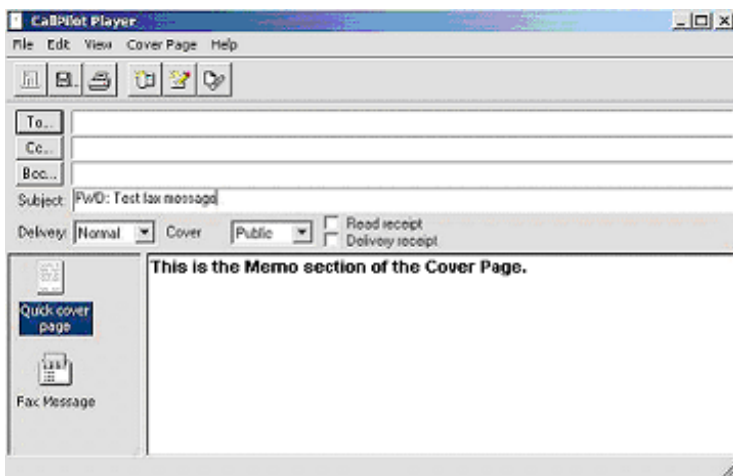 CallPilot Player
File Edit View Cover Page Help
To...
Cc...
Bcc...
Subject: FWD: Test fax message
Delivery: Normal Cover Public Read receipt
Delivery receipt
This is the Memo section of the Cover Page.
Quick cover
page
Fax Message